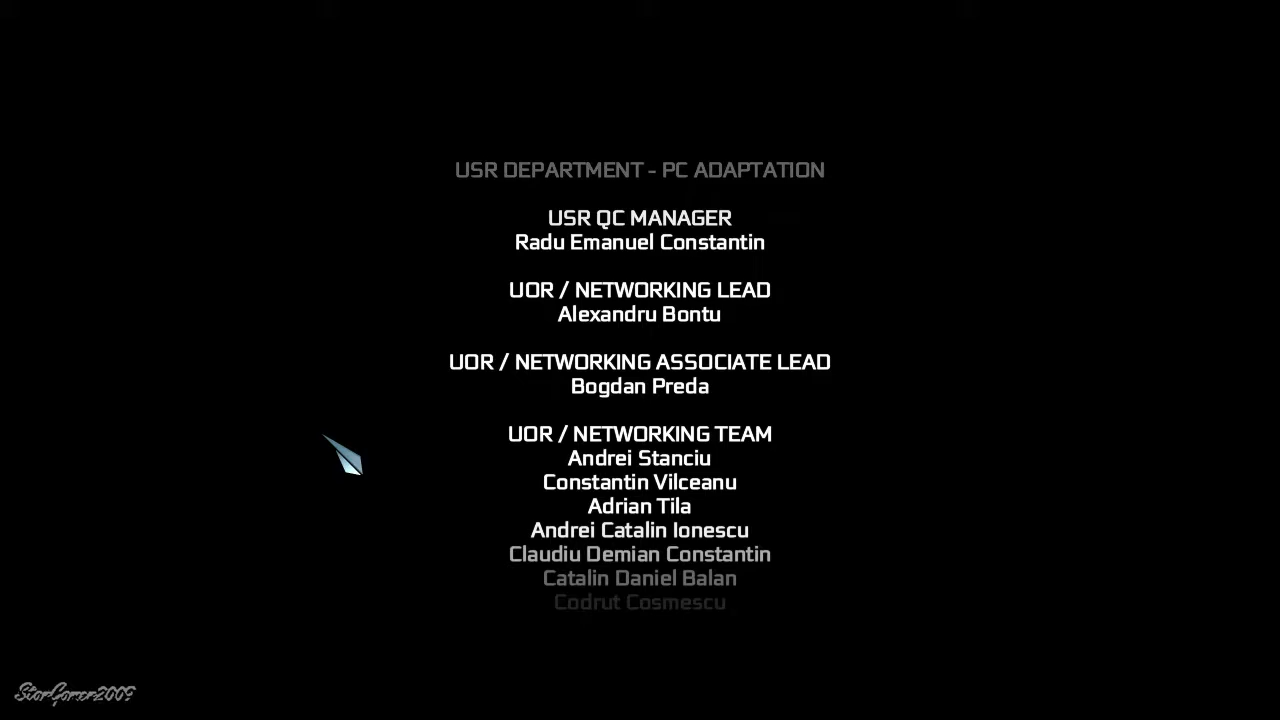 USR DEPARTMENT - PC ADAPTATION
USR QC MANAGER
Radu Emanuel Constantin
UOR / NETWORKING LEAD
Alexandru Bontu
UOR / NETWORKING ASSOCIATE LEAD
Bogdan Preda
UOR / NETWORKING TEAM
Andrei Stanciu
Constantin Vilceanu
Adrian Tila
Andrei Catalin Ionescu
Claudiu Demian Constantin
Catalin Daniel Balan
Codrut Cosmescu
StarGamer2009